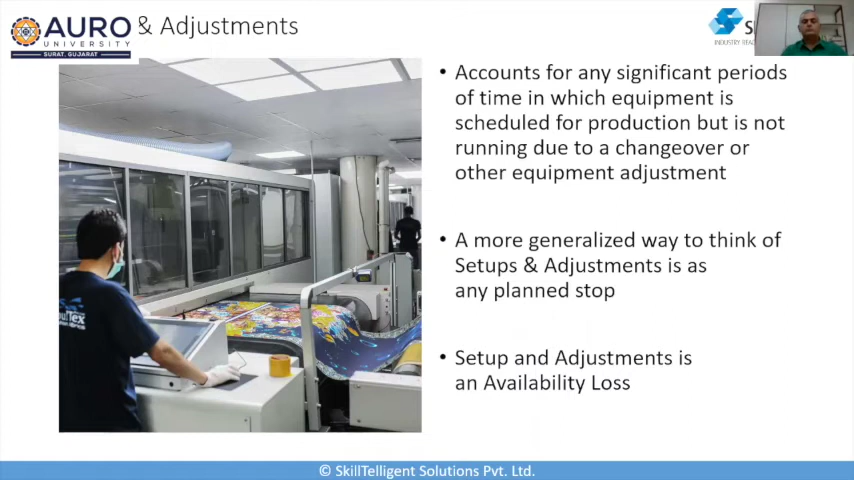 AURO
UNIVERSITY
SURAT, GUJARAT
& Adjustments
• Accounts for any significant periods
of time in which equipment is
scheduled for production but is not
running due to a changeover or
other equipment adjustment
• A more generalized way to think of
Setups & Adjustments is as
any planned stop
• Setup and Adjustments is
an Availability Loss
© SkillTelligent Solutions Pvt. Ltd.